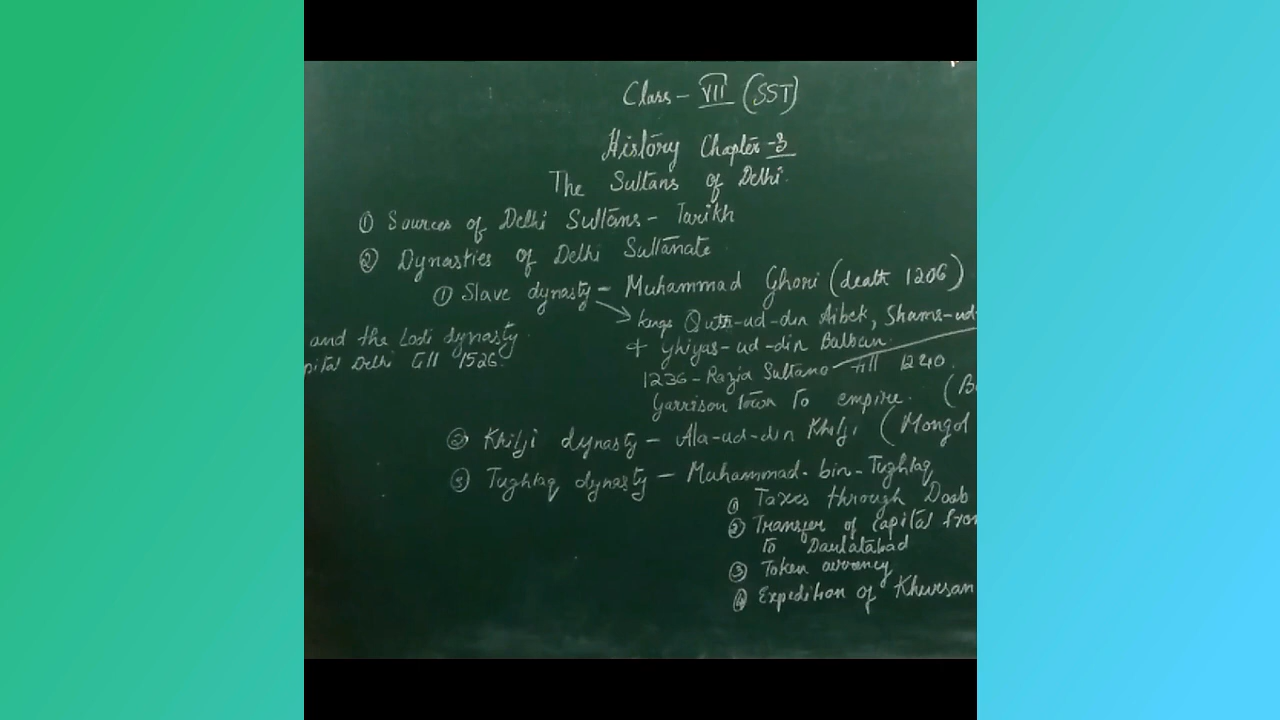 Class - VII (SST)
History Chapter - 3
The Sultans of Delhi.
① Sources of Delhi Sultans - Tarikh
② Dynasties of Delhi Sultanate
① Slave dynasty - Muhammad Ghori (death 1206)
kings Qutb-ud-din Aibek, Shams-ud-
+ Ghiyas-ud-din Balban.
1236 - Razia Sultana till 1240.
Garrison town to empire. (B
and the Lodi dynasty
pital Delhi till 1526.
② Khilji dynasty - Ala-ud-din Khilji (Mongol
③ Tughlaq dynasty - Muhammad-bin-Tughlaq
① Taxes through Doab
② Transfer of capital from
to Daulatabad
③ Token currency
④ Expedition of Khurasan